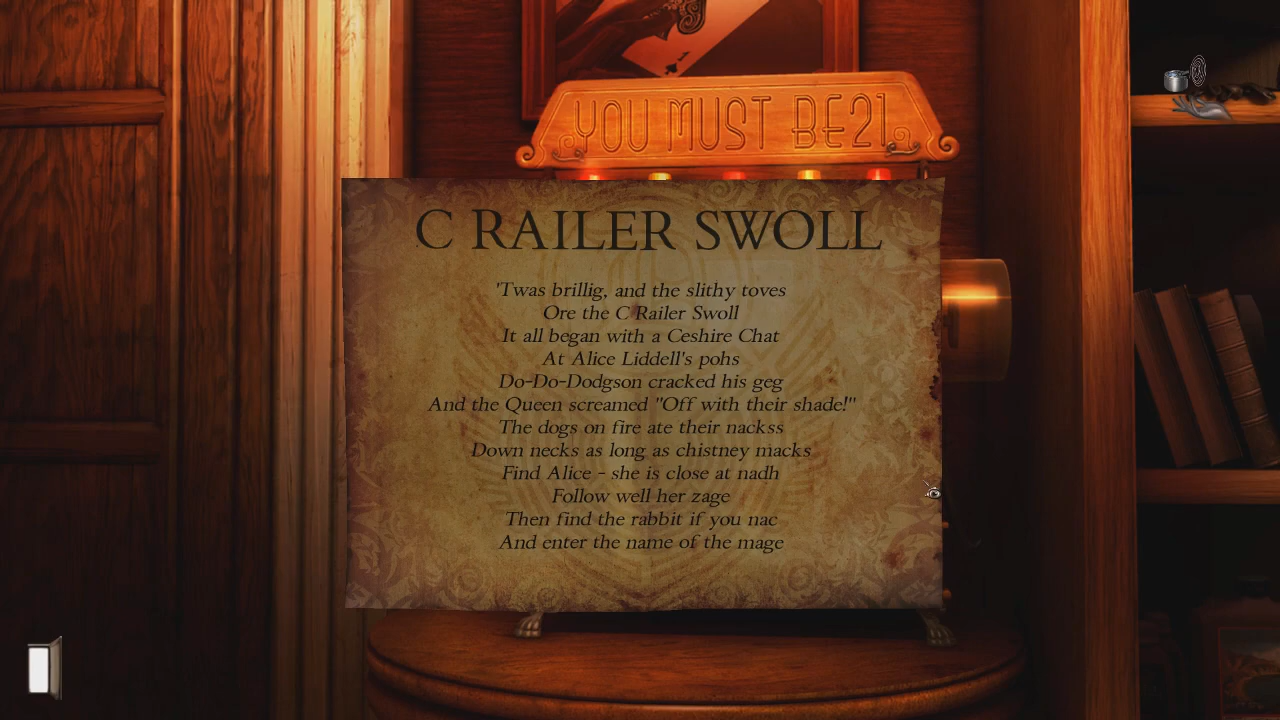 YOU MUST BE 21
C RAILER SWOLL
'Twas brillig, and the slithy toves
Ore the C Railer Swoll
It all began with a Ceshire Chat
At Alice Liddell's pohs
Do-Do-Dodgson cracked his geg
And the Queen screamed "Off with their shade!"
The dogs on fire ate their nackss
Down necks as long as chistney macks
Find Alice - she is close at nadh
Follow well her zage
Then find the rabbit if you nac
And enter the name of the mage